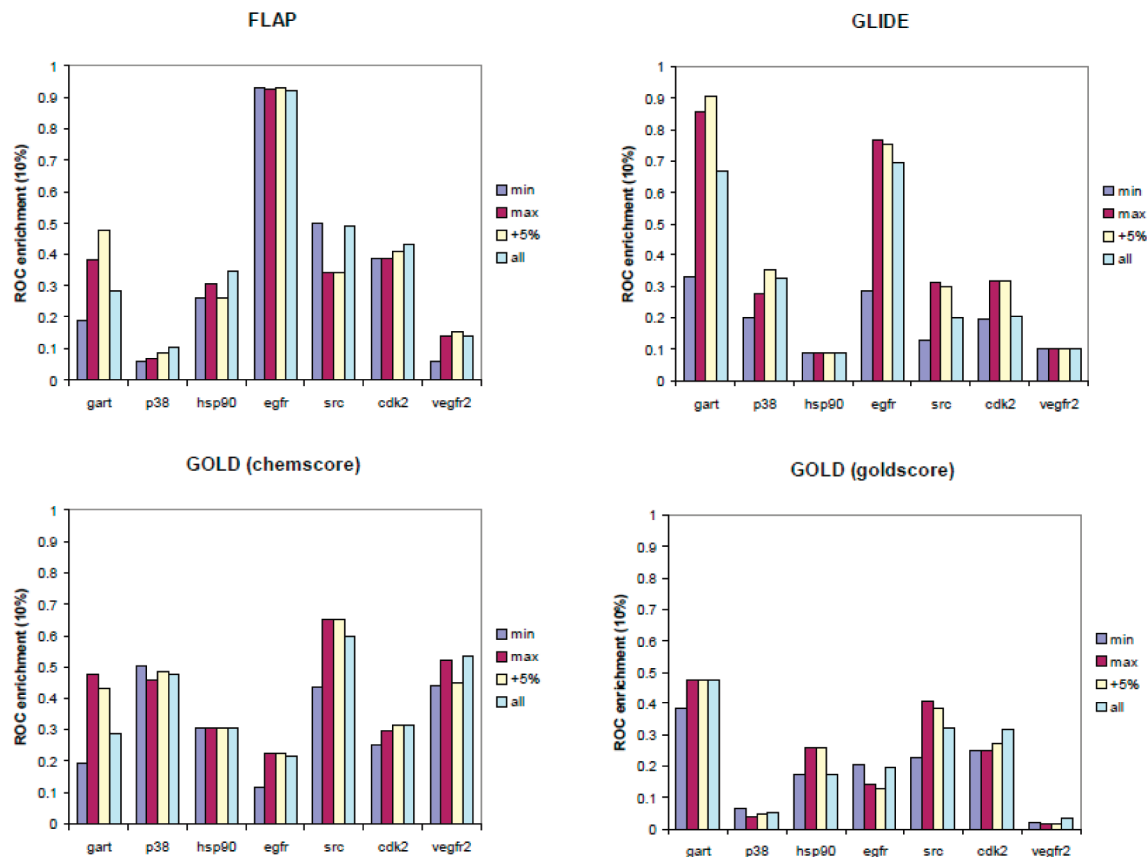 FLAP
ROC enrichment (10%)
1
0.9
0.8
0.7
0.6
0.5
0.4
0.3
0.2
0.1
0
gart p38 hsp90 egfr src cdk2 vegfr2
min
max
+5%
all
GLIDE
ROC enrichment (10%)
1
0.9
0.8
0.7
0.6
0.5
0.4
0.3
0.2
0.1
0
gart p38 hsp90 egfr src cdk2 vegfr2
min
max
+5%
all
GOLD (chemscore)
ROC enrichment (10%)
1
0.9
0.8
0.7
0.6
0.5
0.4
0.3
0.2
0.1
0
gart p38 hsp90 egfr src cdk2 vegfr2
min
max
+5%
all
GOLD (goldscore)
ROC enrichment (10%)
1
0.9
0.8
0.7
0.6
0.5
0.4
0.3
0.2
0.1
0
gart p38 hsp90 egfr src cdk2 vegfr2
min
max
+5%
all